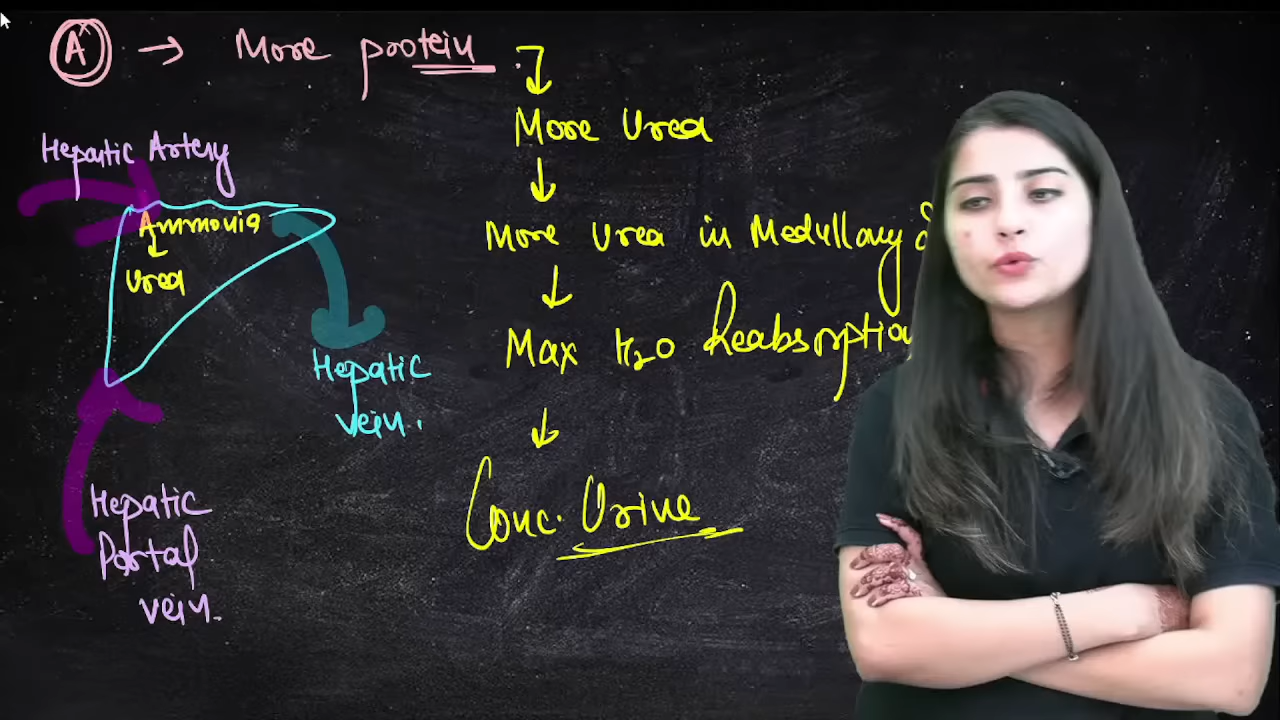 A → More protein
More Urea
More Urea in Medullary
Max H2O Reabsorption
Conc. Urine
Hepatic Artery
Ammonia
Urea
Hepatic
vein.
Hepatic
Portal
vein.